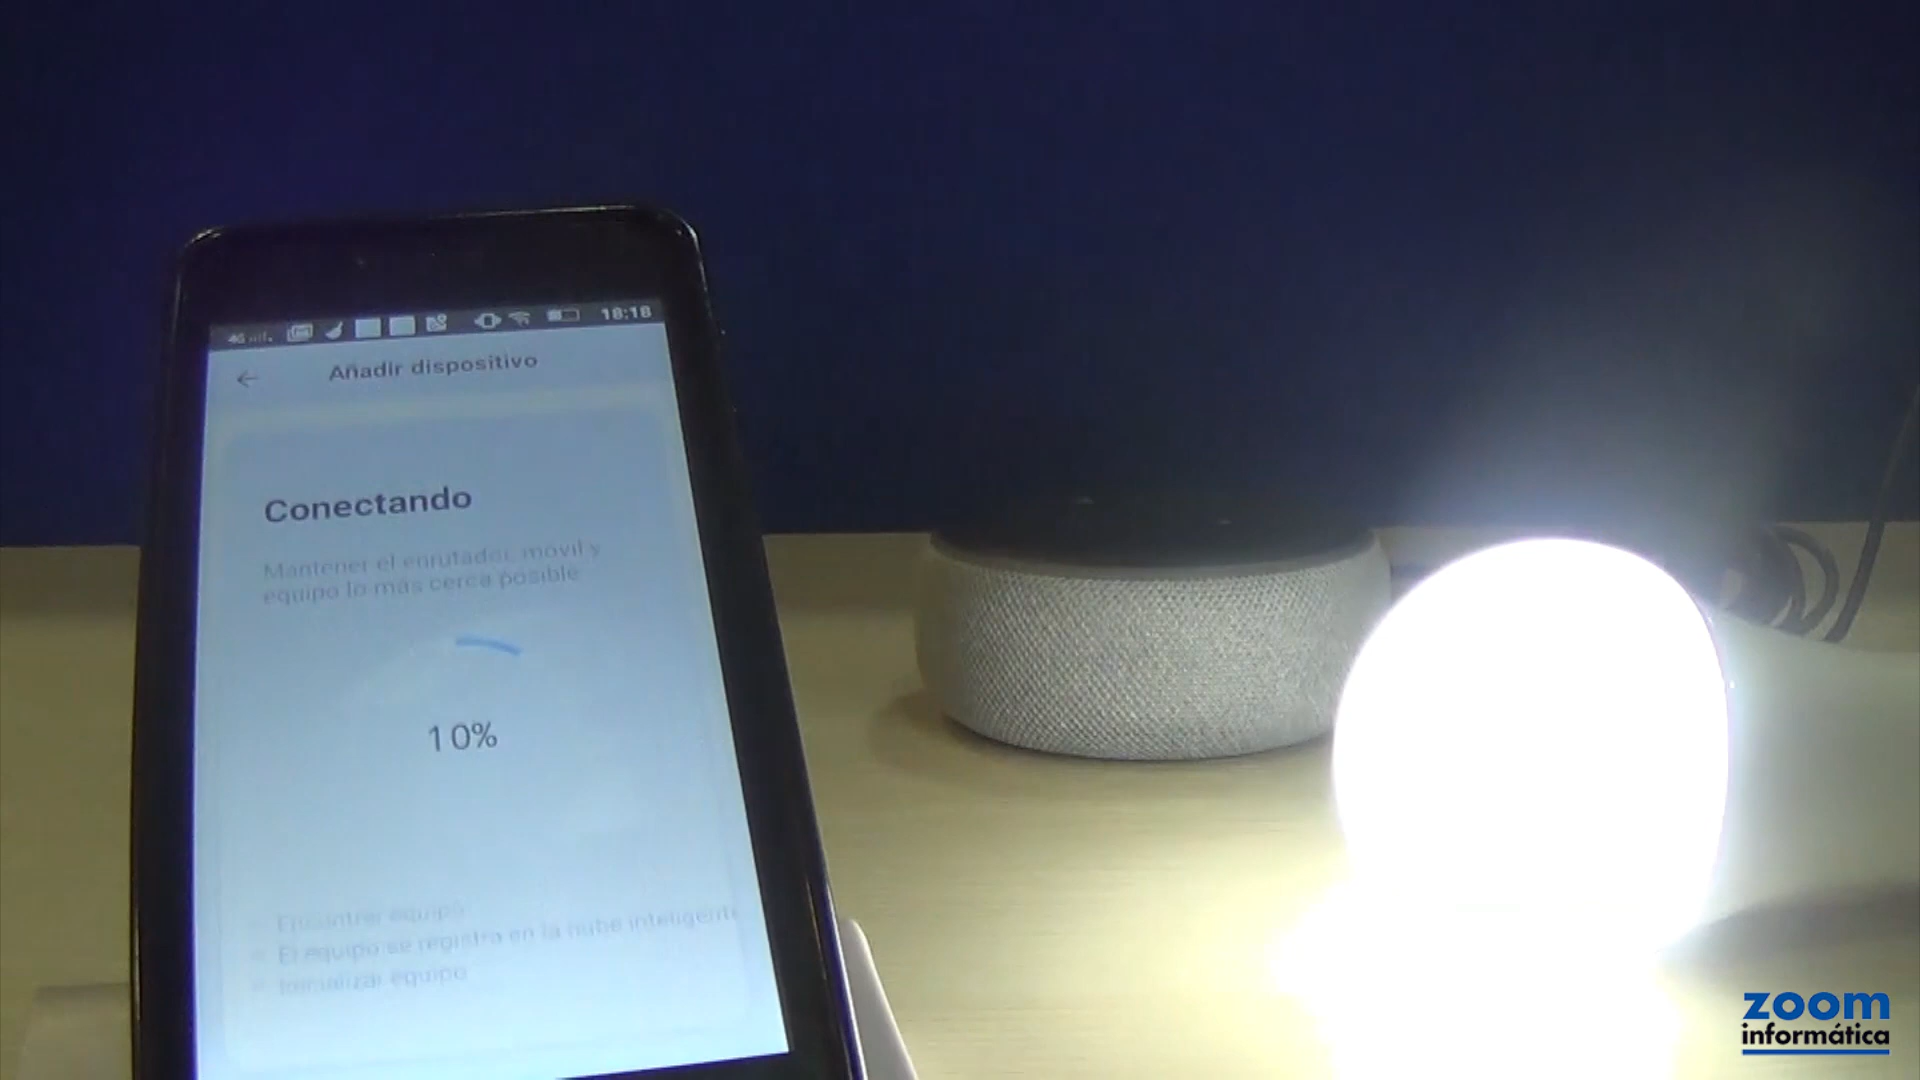 4G 18:18
Añadir dispositivo
Conectando
Mantener el enrutador, móvil y
equipo lo más cerca posible
10%
Encontrar equipo
El equipo se registra en la nube inteligente
Inicializar equipo
zoom
informática